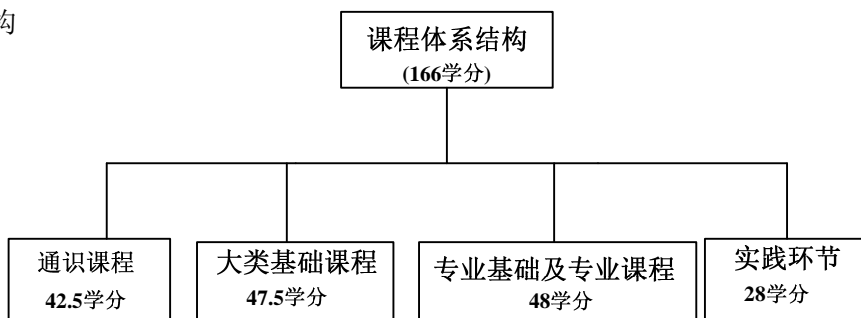 构
课程体系结构
(166学分)
通识课程
42.5学分
大类基础课程
47.5学分
专业基础及专业课程
48学分
实践环节
28学分